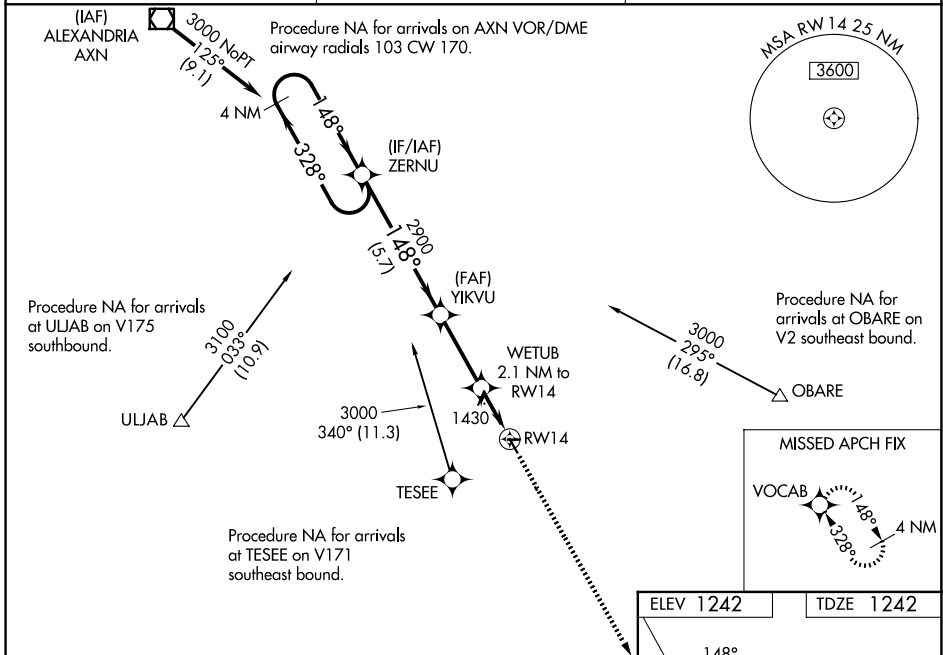 (IAF)
ALEXANDRIA
AXN
3000 NoPT
125°
(9.1)
Procedure NA for arrivals on AXN VOR/DME
airway radials 103 CW 170.
MSA RW 14 25 NM
3600
4 NM
148°
328°
(IF/IAF)
ZERNU
2900
148°
(5.7)
(FAF)
YIKVU
Procedure NA for arrivals
at ULJAB on V175
southbound.
3100
033°
(10.9)
ULJAB
Procedure NA for
arrivals at OBARE on
V2 southeast bound.
3000
295°
(16.8)
OBARE
WETUB
2.1 NM to
RW14
1430
RW14
3000
340° (11.3)
TESEE
Procedure NA for arrivals
at TESEE on V171
southeast bound.
MISSED APCH FIX
VOCAB
148°
328°
4 NM
ELEV 1242
TDZE 1242
148°